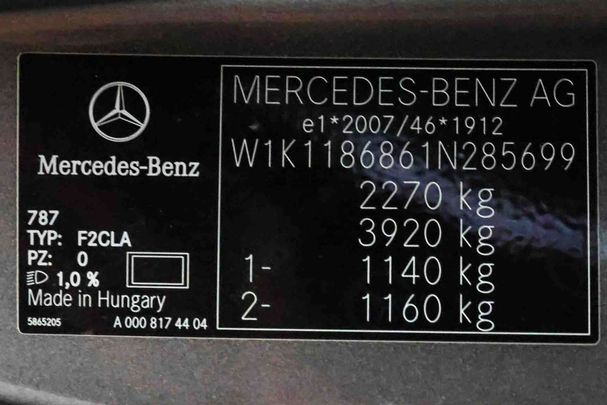 Mercedes-Benz
787
TYP: F2CLA
PZ: 0
1,0 %
Made in Hungary
5865205 A 000 817 44 04
MERCEDES-BENZ AG
e1*2007/46*1912
W1K1186861N285699
2270 kg
3920 kg
1- 1140 kg
2- 1160 kg